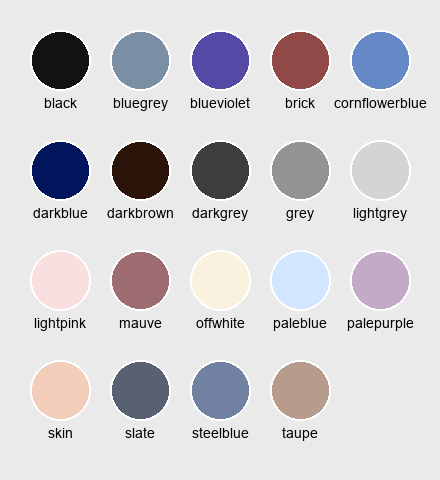 black bluegrey blueviolet brick cornflowerblue
darkblue darkbrown darkgrey grey lightgrey
lightpink mauve offwhite paleblue palepurple
skin slate steelblue taupe